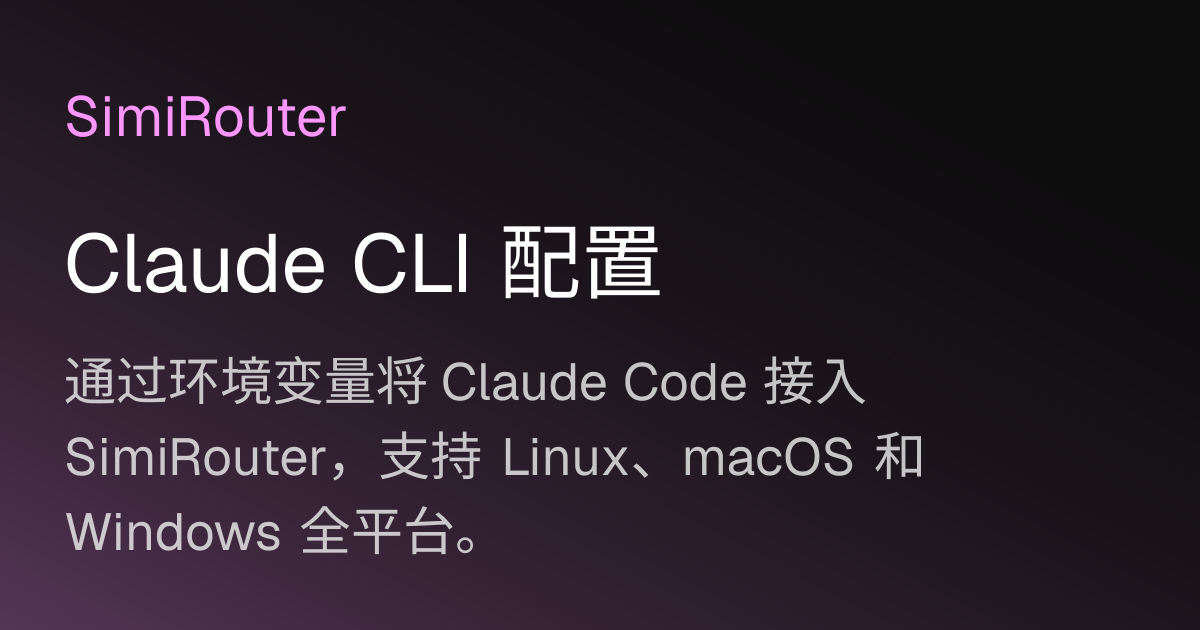 SimiRouter
Claude CLI 配置
通过环境变量将 Claude Code 接入
SimiRouter，支持 Linux、macOS 和
Windows 全平台。